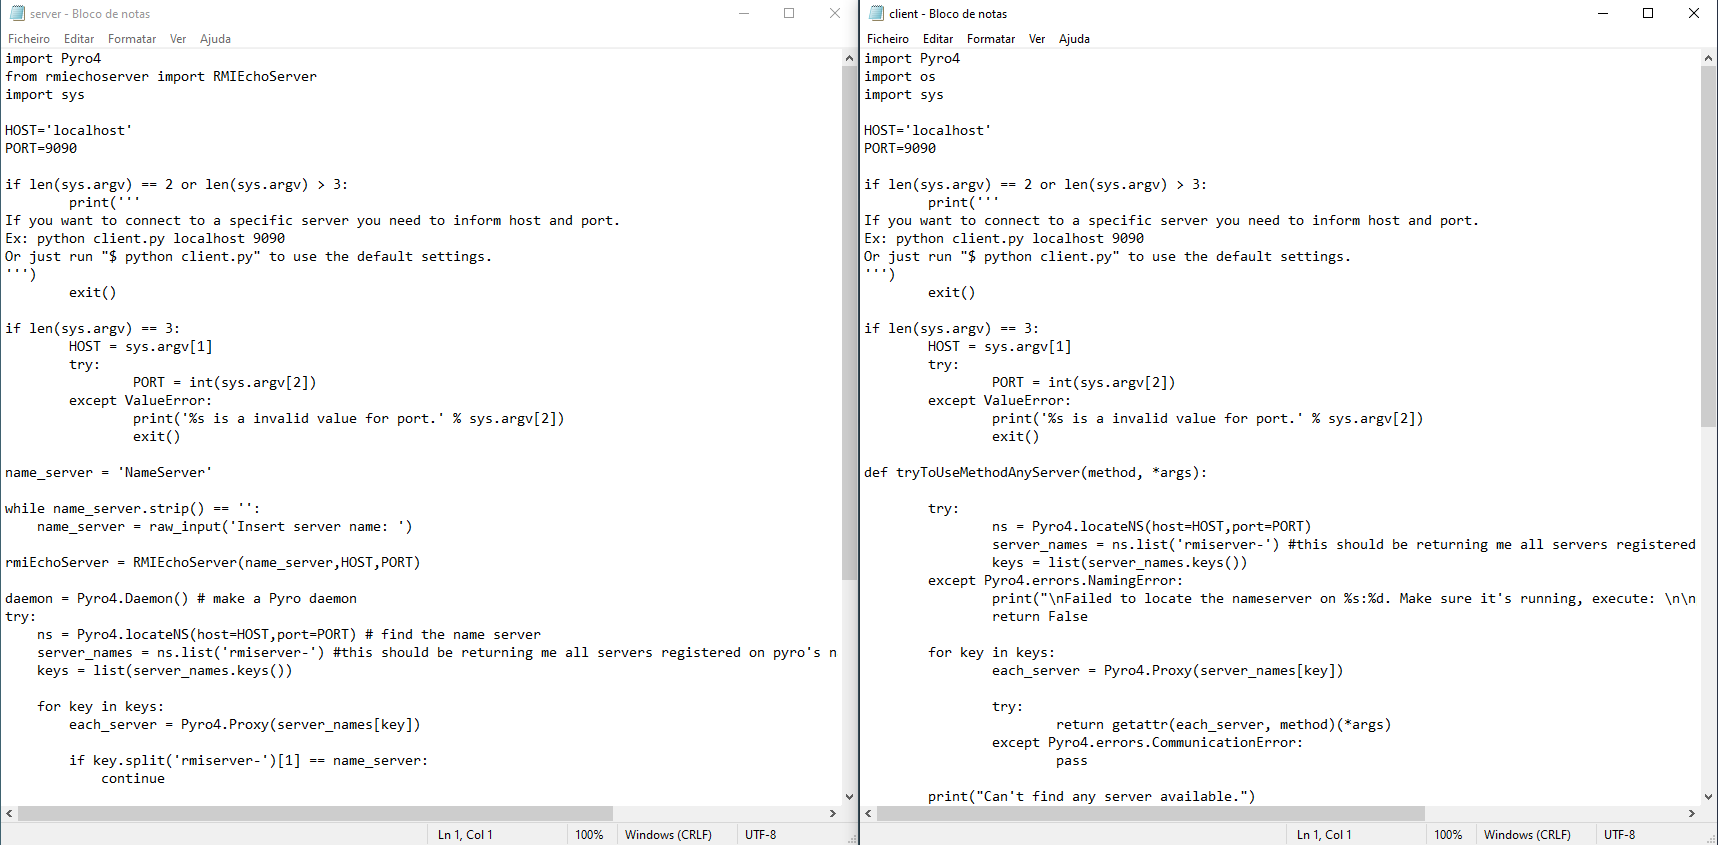 server - Bloco de notas
Ficheiro Editar Formatar Ver Ajuda
import Pyro4
from rmiechoserver import RMIEchoServer
import sys

HOST='localhost'
PORT=9090

if len(sys.argv) == 2 or len(sys.argv) > 3:
        print('''
If you want to connect to a specific server you need to inform host and port.
Ex: python client.py localhost 9090
Or just run "$ python client.py" to use the default settings.
''')
        exit()

if len(sys.argv) == 3:
        HOST = sys.argv[1]
        try:
                PORT = int(sys.argv[2])
        except ValueError:
                print('%s is a invalid value for port.' % sys.argv[2])
                exit()

name_server = 'NameServer'

while name_server.strip() == '':
    name_server = raw_input('Insert server name: ')

rmiEchoServer = RMIEchoServer(name_server,HOST,PORT)

daemon = Pyro4.Daemon() # make a Pyro daemon
try:
    ns = Pyro4.locateNS(host=HOST,port=PORT) # find the name server
    server_names = ns.list('rmiserver-') #this should be returning me all servers registered on pyro's n
    keys = list(server_names.keys())

    for key in keys:
        each_server = Pyro4.Proxy(server_names[key])

        if key.split('rmiserver-')[1] == name_server:
            continue
Ln 1, Col 1 100% Windows (CRLF) UTF-8
client - Bloco de notas
Ficheiro Editar Formatar Ver Ajuda
import Pyro4
import os
import sys

HOST='localhost'
PORT=9090

if len(sys.argv) == 2 or len(sys.argv) > 3:
        print('''
If you want to connect to a specific server you need to inform host and port.
Ex: python client.py localhost 9090
Or just run "$ python client.py" to use the default settings.
''')
        exit()

if len(sys.argv) == 3:
        HOST = sys.argv[1]
        try:
                PORT = int(sys.argv[2])
        except ValueError:
                print('%s is a invalid value for port.' % sys.argv[2])
                exit()

def tryToUseMethodAnyServer(method, *args):

        try:
                ns = Pyro4.locateNS(host=HOST,port=PORT)
                server_names = ns.list('rmiserver-') #this should be returning me all servers registered
                keys = list(server_names.keys())
        except Pyro4.errors.NamingError:
                print("\nFailed to locate the nameserver on %s:%d. Make sure it's running, execute: \n\n
                return False

        for key in keys:
                each_server = Pyro4.Proxy(server_names[key])

                try:
                        return getattr(each_server, method)(*args)
                except Pyro4.errors.CommunicationError:
                        pass

        print("Can't find any server available.")
Ln 1, Col 1 100% Windows (CRLF) UTF-8